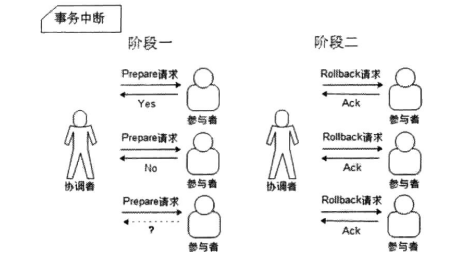 事务中断
阶段一
阶段二
Prepare请求
Yes
参与者
Prepare请求
No
参与者
协调者
Prepare请求
?
参与者
Rollback请求
Ack
参与者
Rollback请求
Ack
参与者
协调者
Rollback请求
Ack
参与者